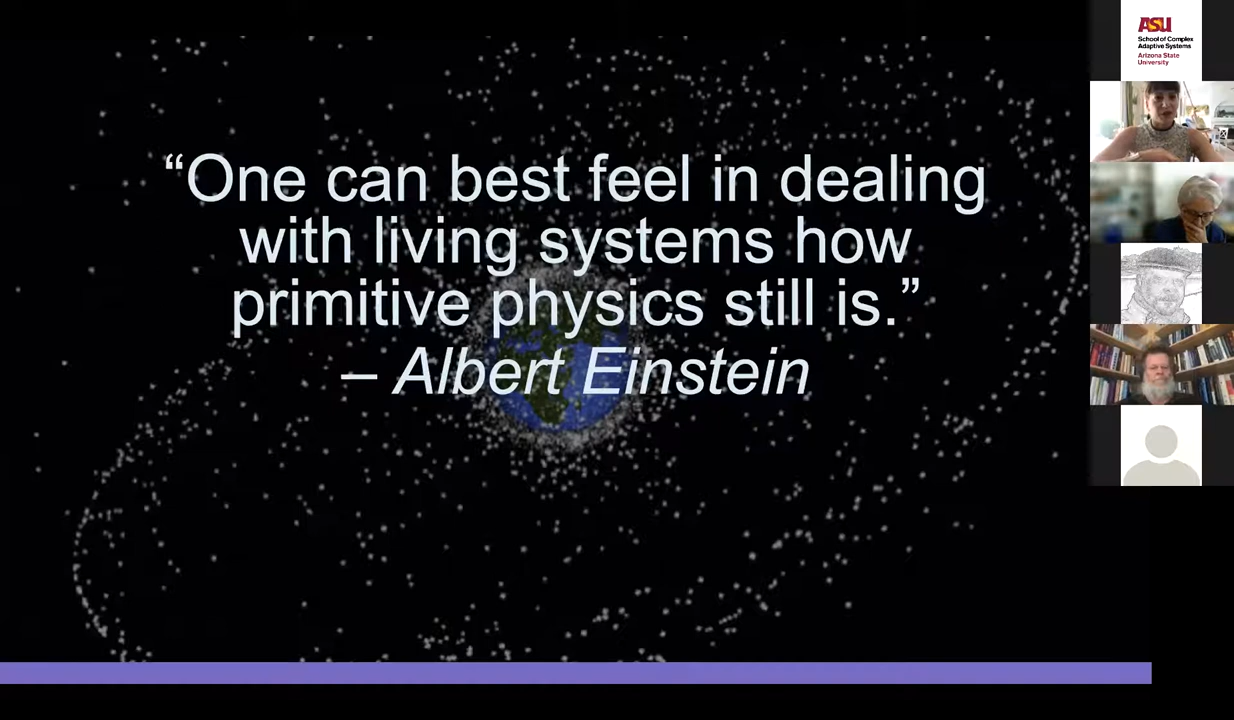 “One can best feel in dealing
with living systems how
primitive physics still is.”
– Albert Einstein
ASU
School of Complex
Adaptive Systems
Arizona State
University